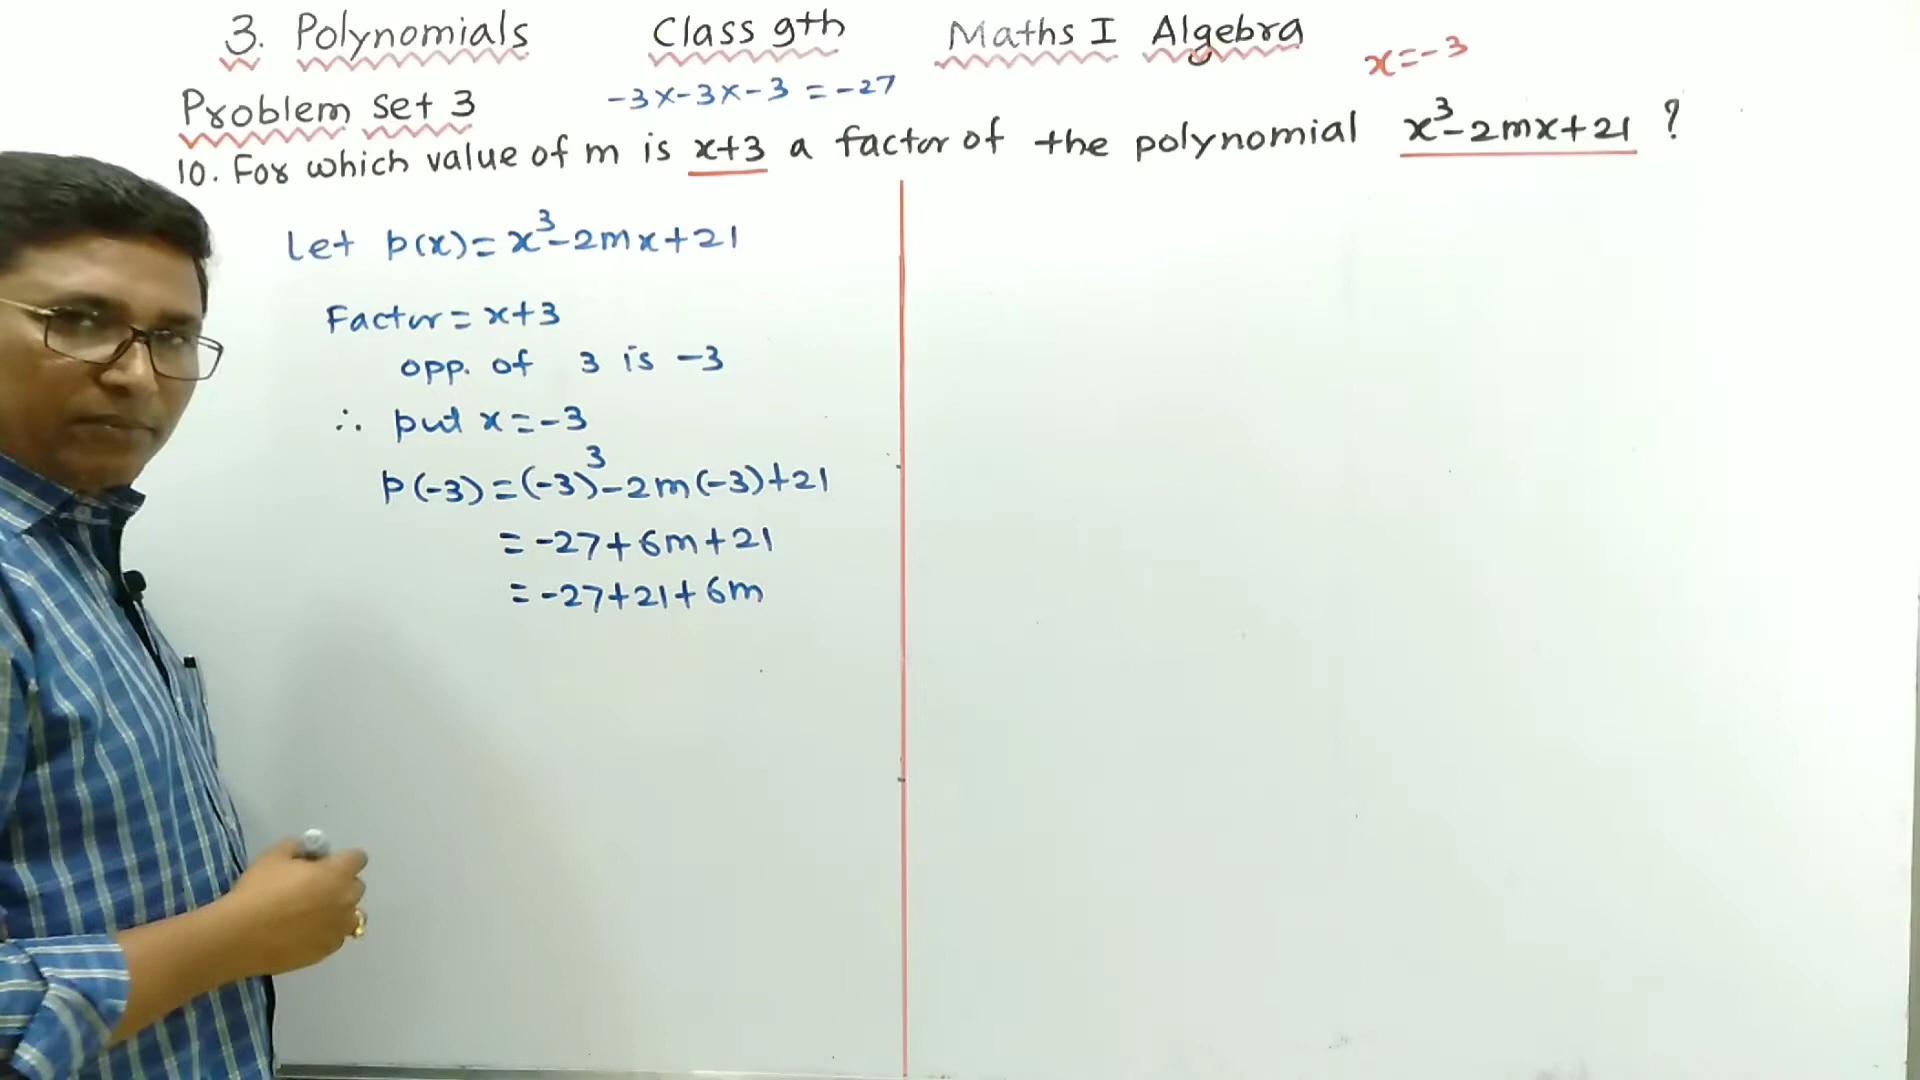 3. Polynomials Class 9th Maths I Algebra
x=-3
Problem set 3 -3x-3x-3 =-27
10. For which value of m is x+3 a factor of the polynomial x³-2mx+21 ?
Let p(x)=x³-2mx+21
Factor= x+3
opp. of 3 is -3
∴ put x=-3
p(-3)=(-3)³-2m(-3)+21
= -27+6m+21
= -27+21+6m